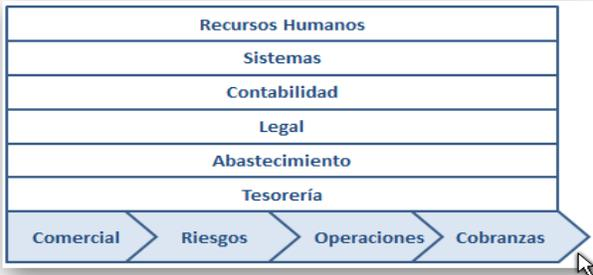 Recursos Humanos
Sistemas
Contabilidad
Legal
Abastecimiento
Tesorería
Comercial Riesgos Operaciones Cobranzas